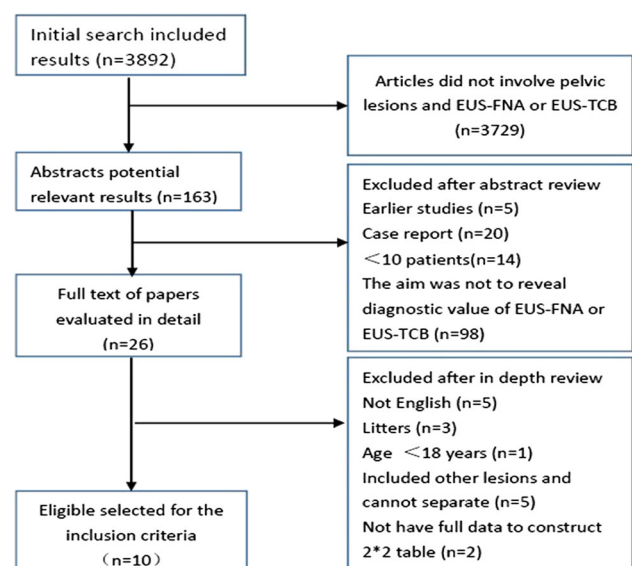 Initial search included
results (n=3892)
Articles did not involve pelvic
lesions and EUS-FNA or EUS-TCB
(n=3729)
Abstracts potential
relevant results (n=163)
Excluded after abstract review
Earlier studies (n=5)
Case report (n=20)
＜10 patients(n=14)
The aim was not to reveal
diagnostic value of EUS-FNA or
EUS-TCB (n=98)
Full text of papers
evaluated in detail
(n=26)
Excluded after in depth review
Not English (n=5)
Litters (n=3)
Age ＜18 years (n=1)
Included other lesions and
cannot separate (n=5)
Not have full data to construct
2*2 table (n=2)
Eligible selected for the
inclusion criteria
（n=10）